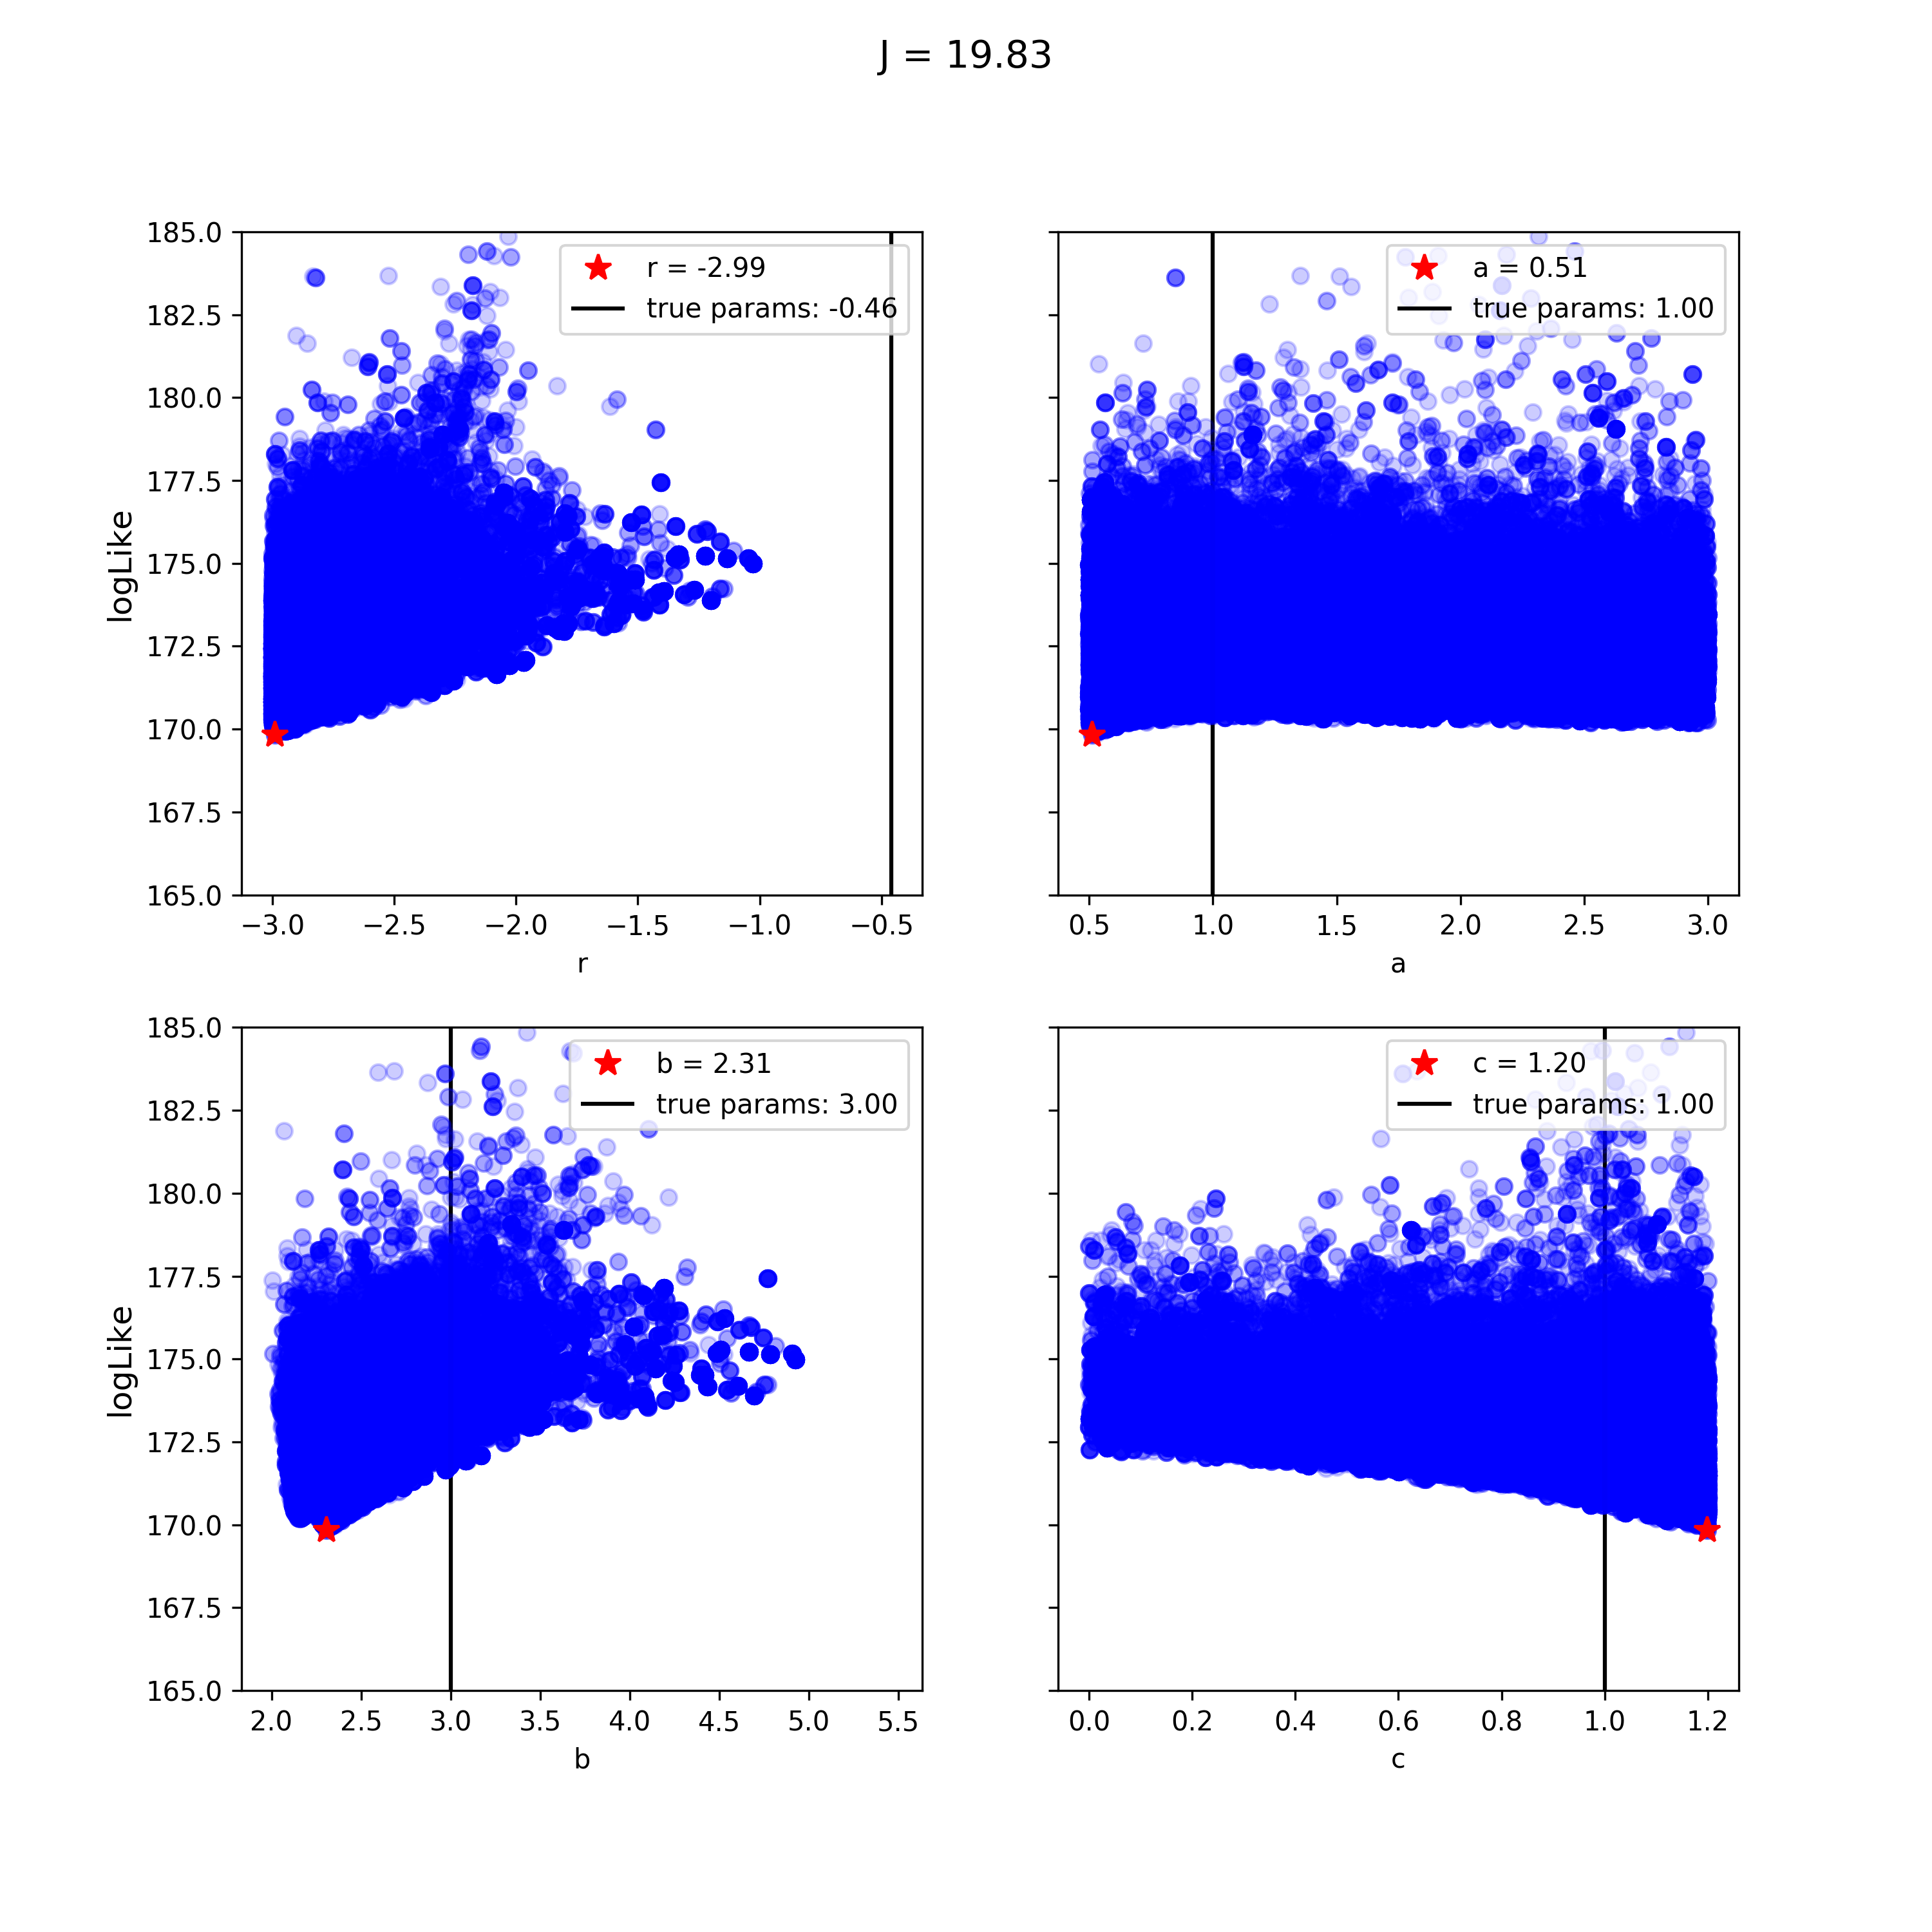 J = 19.83
185.0
182.5
180.0
177.5
175.0
172.5
170.0
167.5
165.0
logLike
r = -2.99
true params: -0.46
−3.0 −2.5 −2.0 −1.5 −1.0 −0.5
r
a = 0.51
true params: 1.00
0.5 1.0 1.5 2.0 2.5 3.0
a
185.0
182.5
180.0
177.5
175.0
172.5
170.0
167.5
165.0
logLike
b = 2.31
true params: 3.00
2.0 2.5 3.0 3.5 4.0 4.5 5.0 5.5
b
c = 1.20
true params: 1.00
0.0 0.2 0.4 0.6 0.8 1.0 1.2
c